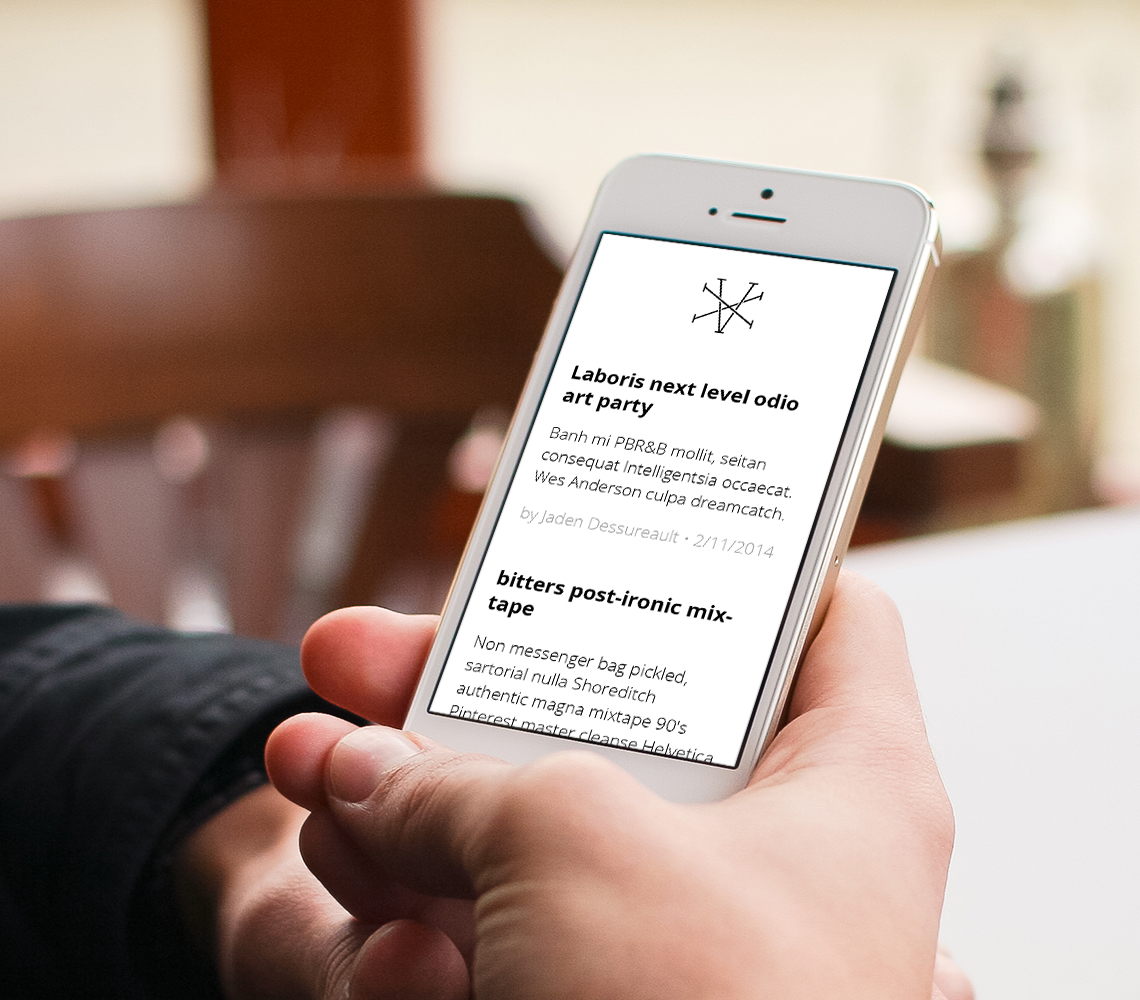 Laboris next level odio
art party
Banh mi PBR&B mollit, seitan
consequat Intelligentsia occaecat.
Wes Anderson culpa dreamcatch.
by Jaden Dessureault • 2/11/2014
bitters post-ironic mix-
tape
Non messenger bag pickled,
sartorial nulla Shoreditch
authentic magna mixtape 90's
Pinterest master cleanse Helvetica